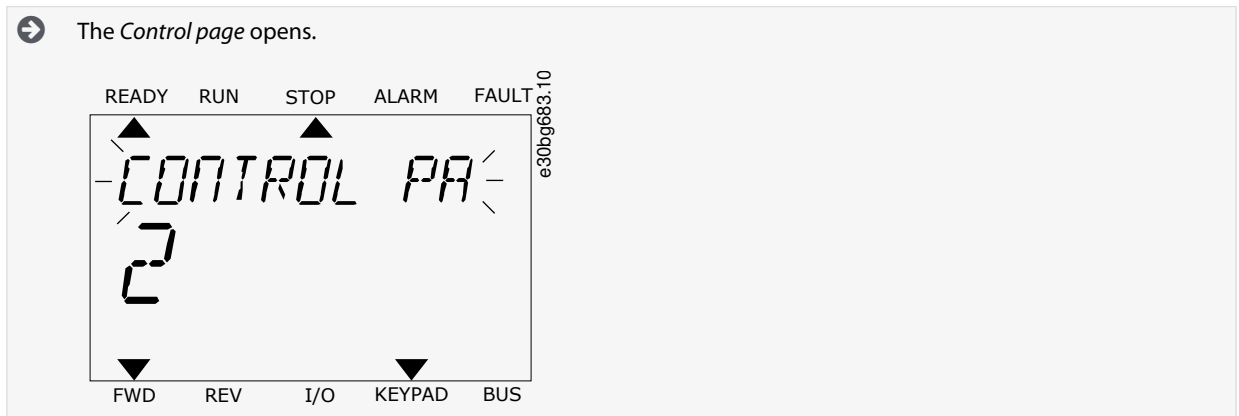 The Control page opens.
READY RUN STOP ALARM FAULT
e30bg683.10
CONTROL PA
2
FWD REV I/O KEYPAD BUS